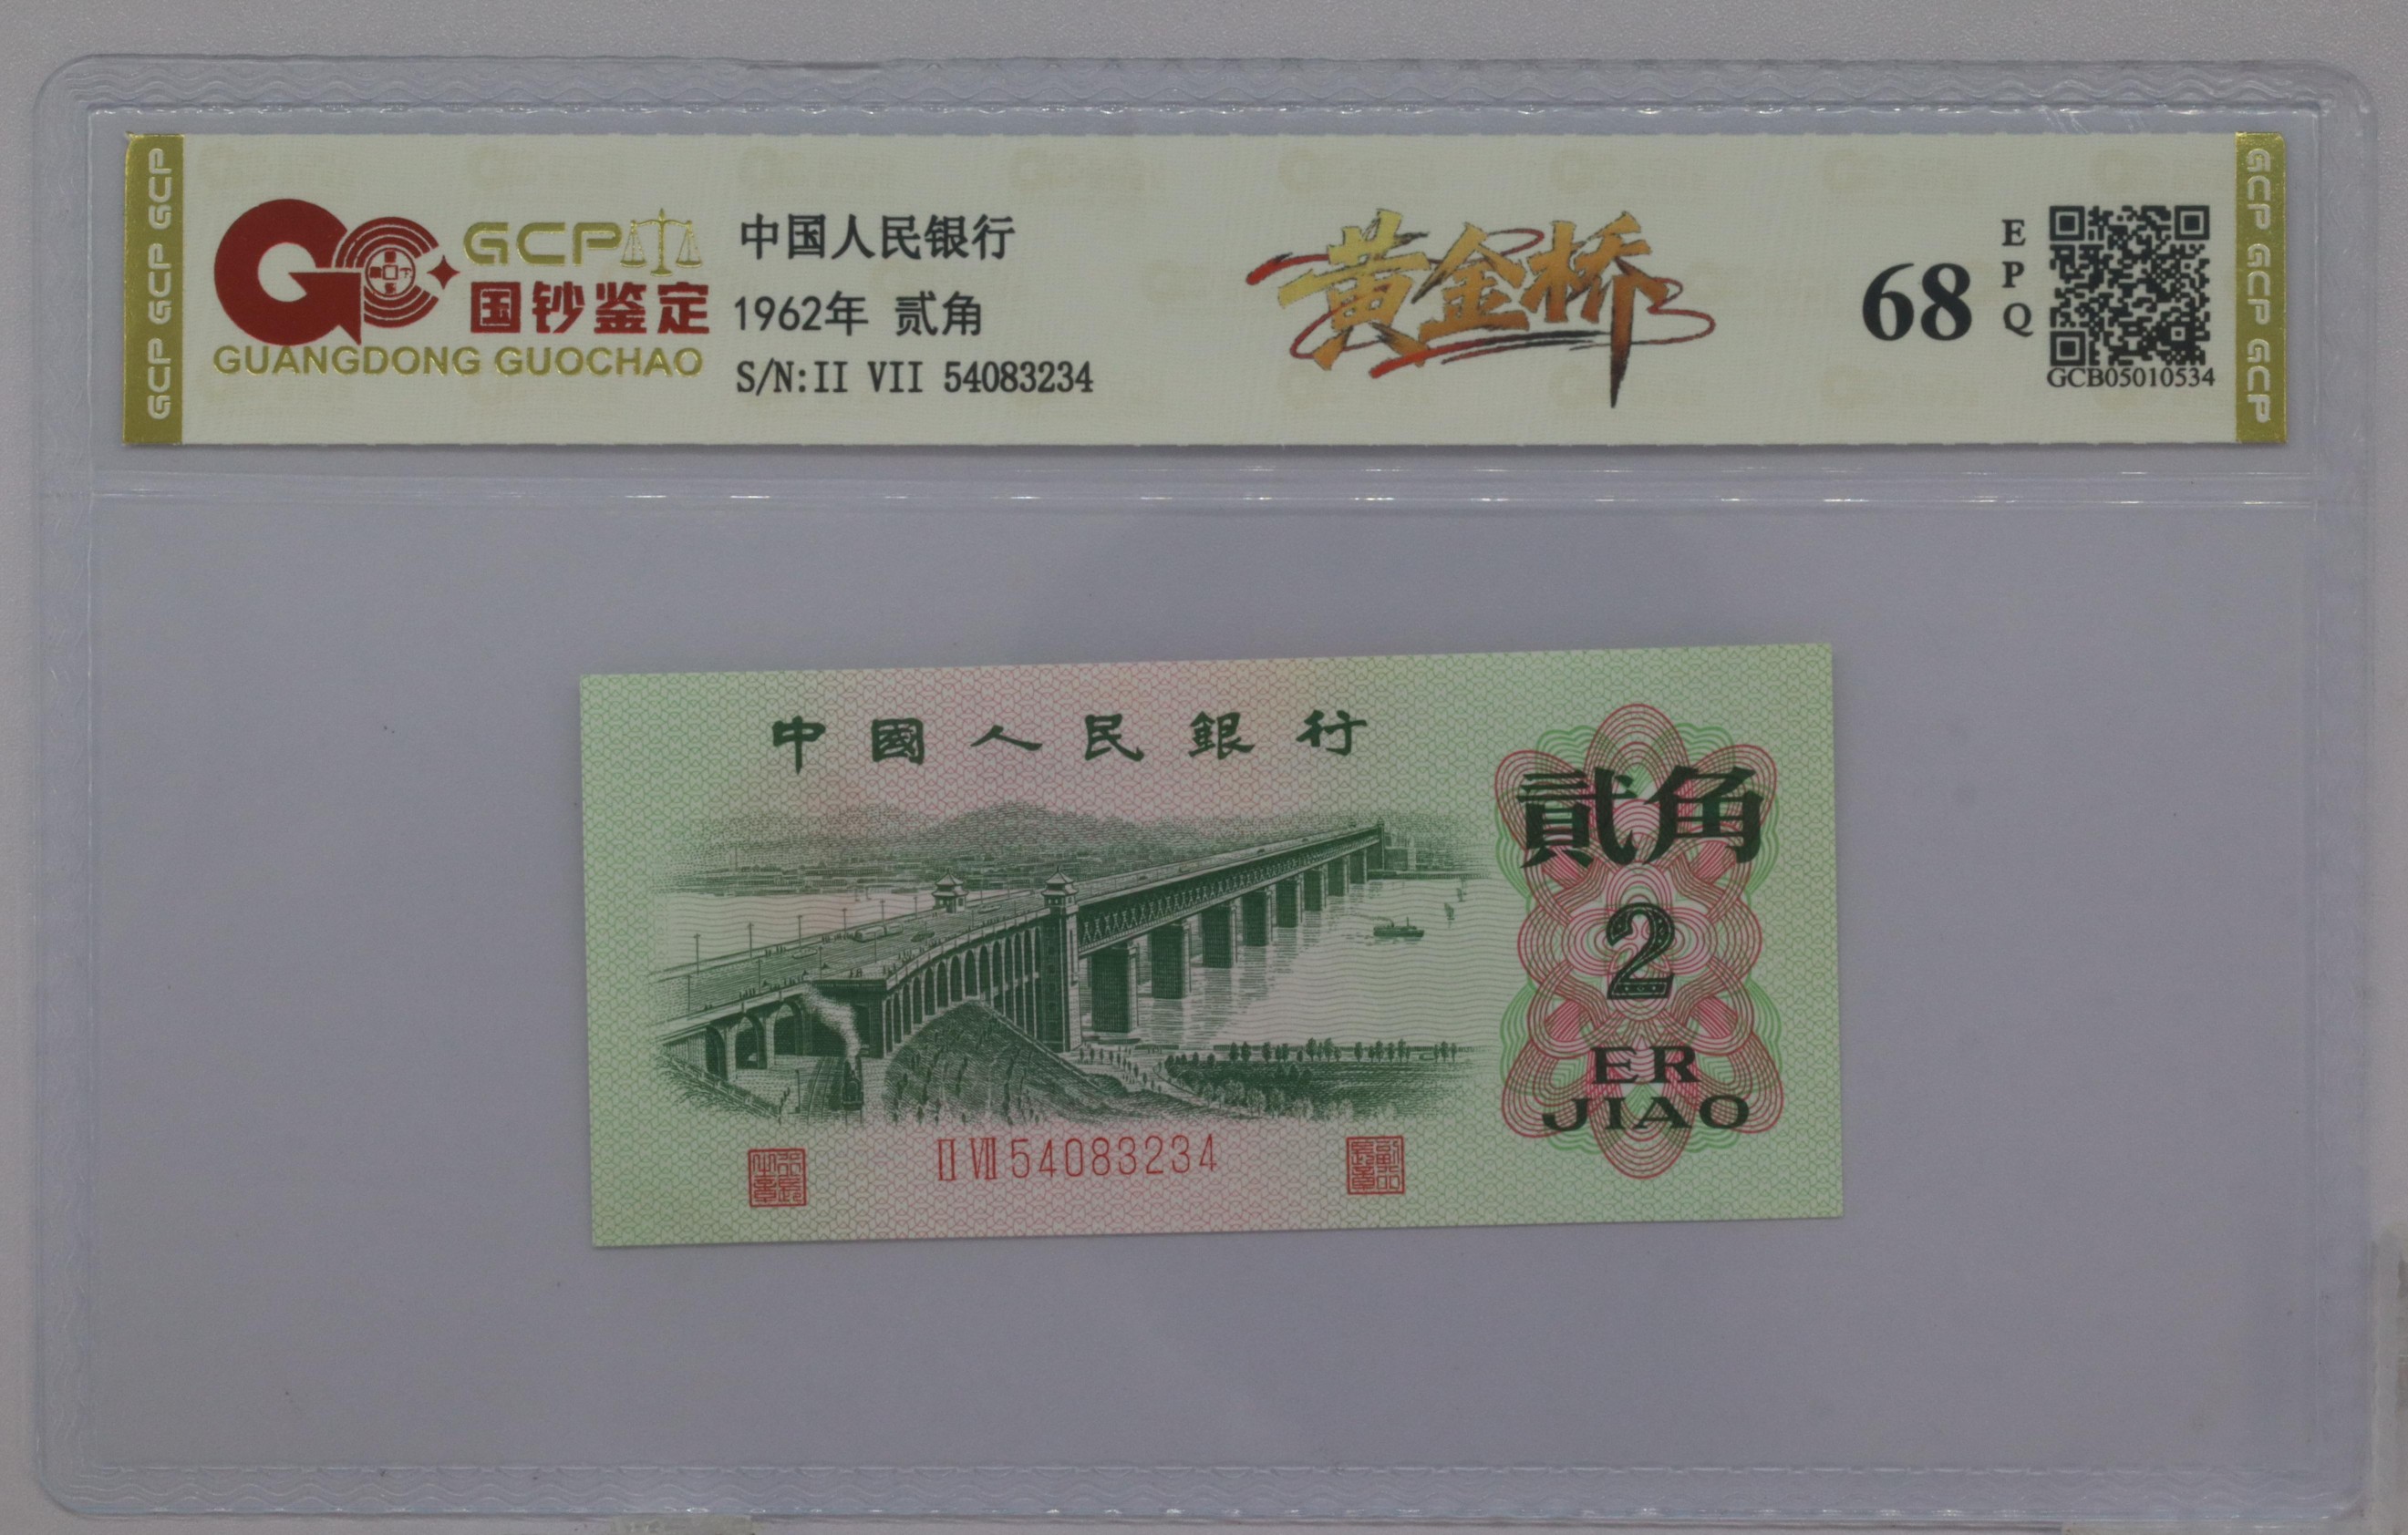 GCP GCP GCP
GCP
国钞鉴定
GUANGDONG GUOCHAO
中国人民银行
1962年 贰角
S/N:II VII 54083234
黄金桥
68
EPQ
GCB05010534
GCP GCP GCP
中國人民銀行
貳角
2
ER
JIAO
II VII 54083234